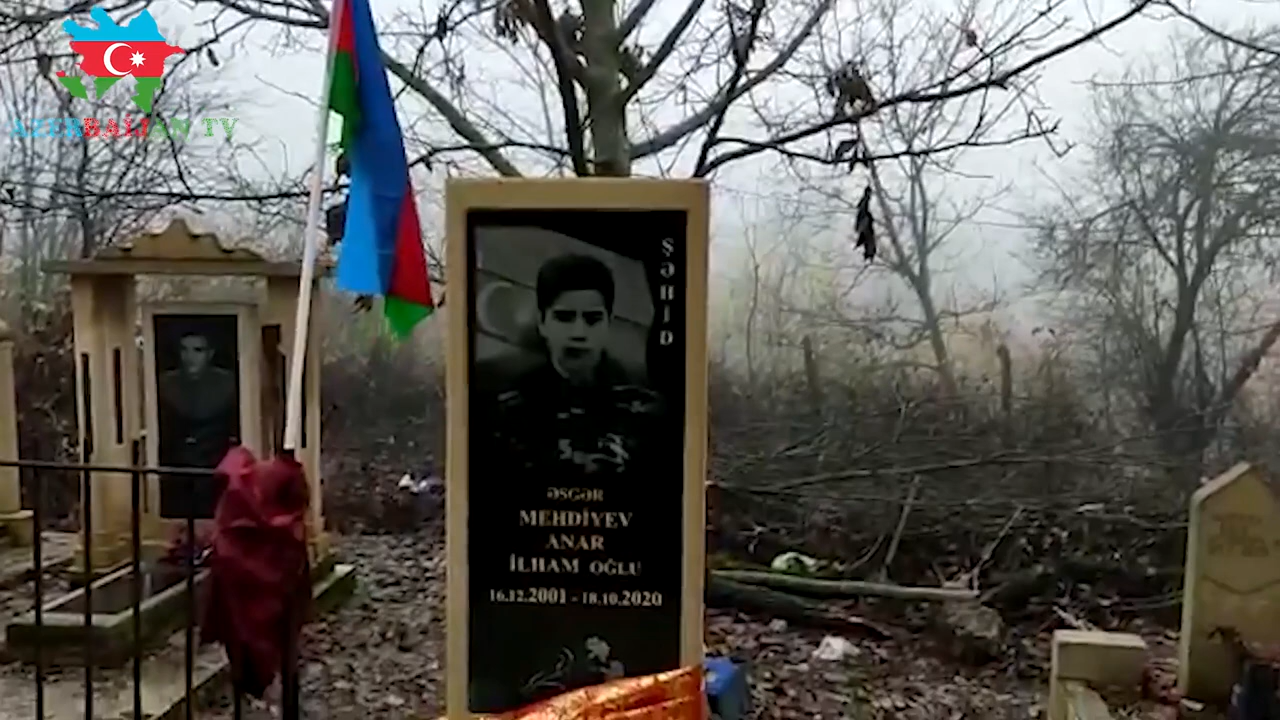 AZERBAIJAN TV
ŞƏHİD
ƏSGƏR
MEHDİYEV
ANAR
İLHAM OĞLU
16.12.2001 - 18.10.2020